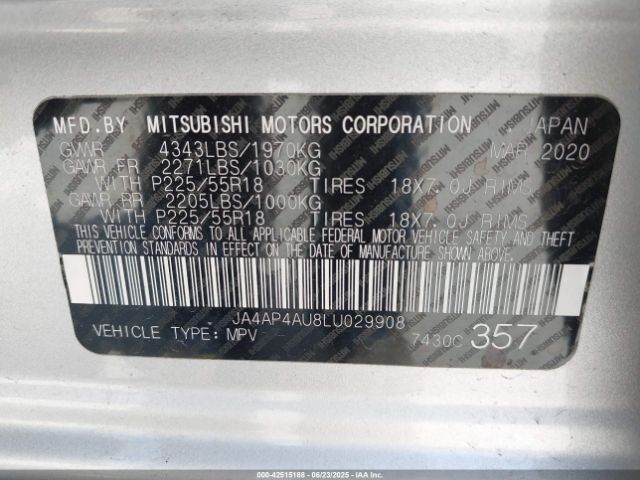 MFD.BY MITSUBISHI MOTORS CORPORATION JAPAN
GVWR 4343LBS/1970KG MAR 2020
GAWR FR 2271LBS/1030KG
WITH P225/55R18 TIRES 18X7.0J RIMS
GAWR RR 2205LBS/1000KG
WITH P225/55R18 TIRES 18X7.0J RIMS
THIS VEHICLE CONFORMS TO ALL APPLICABLE FEDERAL MOTOR VEHICLE SAFETY AND THEFT
PREVENTION STANDARDS IN EFFECT ON THE DATE OF MANUFACTURE SHOWN ABOVE.
JA4AP4AU8LU029908
VEHICLE TYPE: MPV 7430C 357
000-42515188 - 06/23/2025 - IAAI.COM